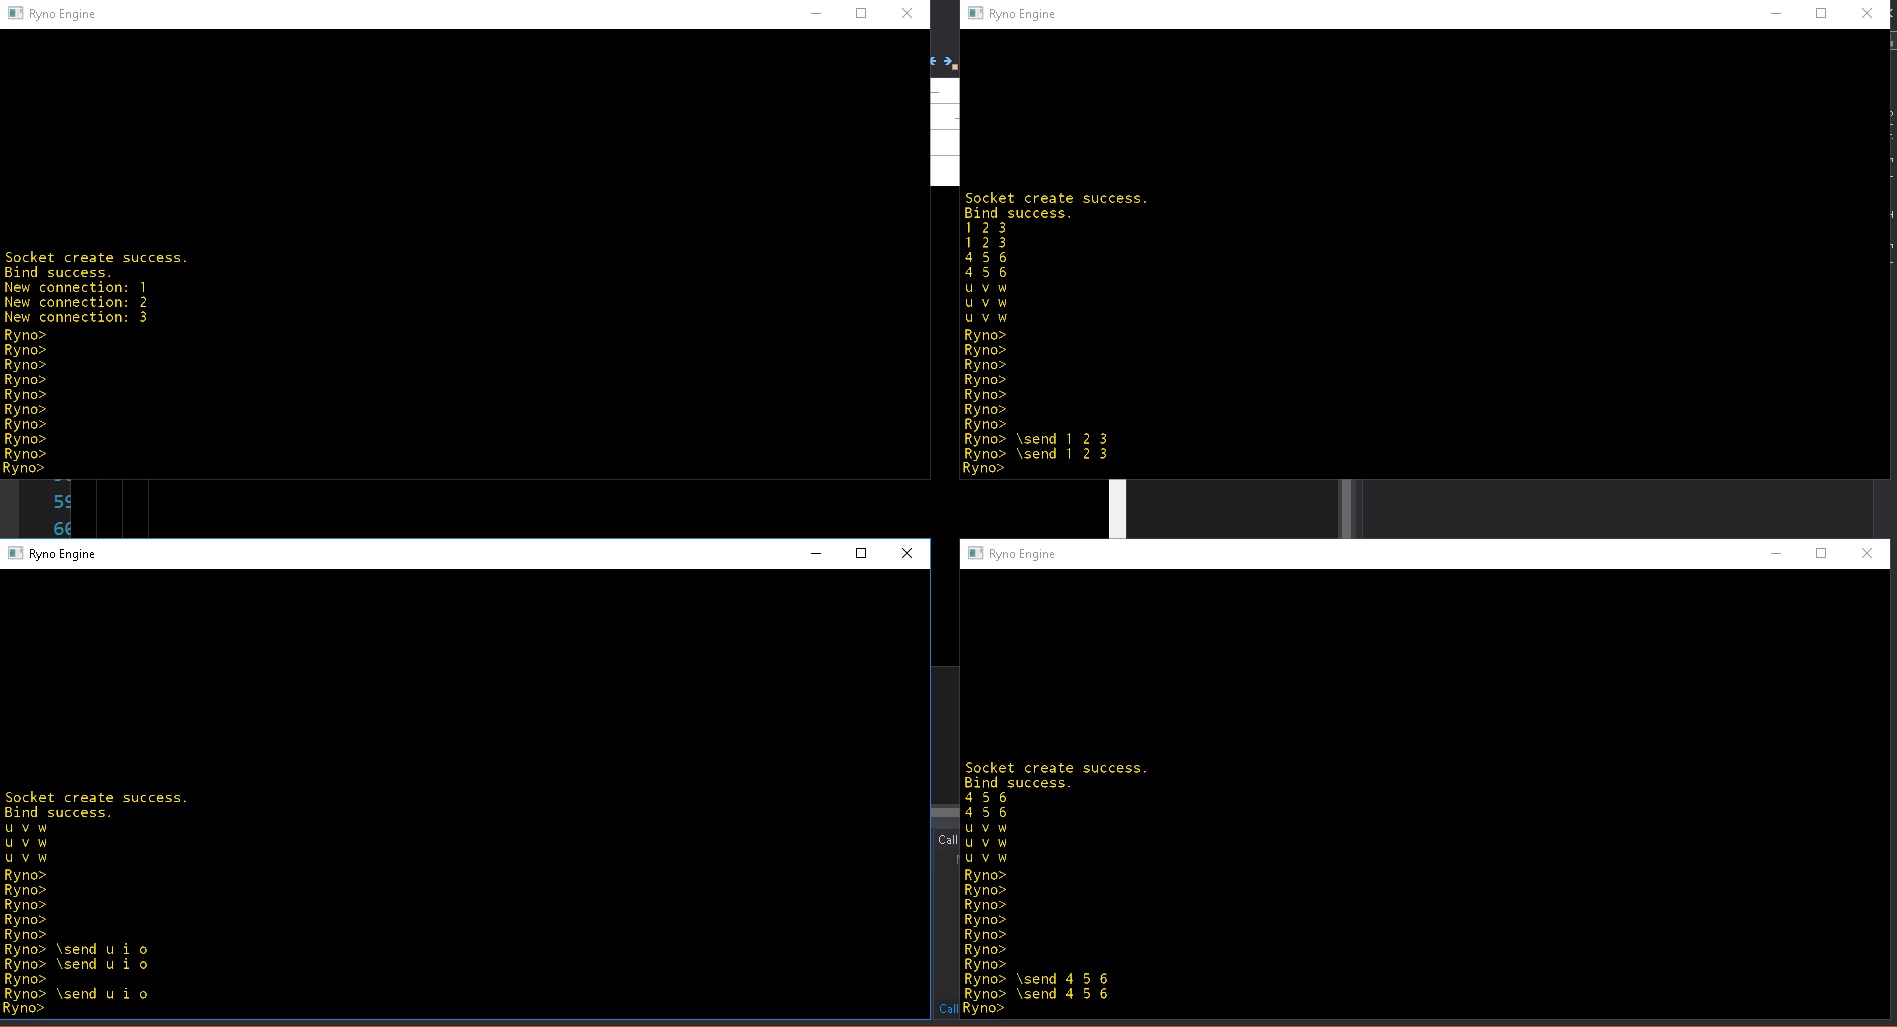 Ryno Engine
Socket create success.
Bind success.
New connection: 1
New connection: 2
New connection: 3
Ryno>
Ryno>
Ryno>
Ryno>
Ryno>
Ryno>
Ryno>
Ryno>
Ryno>
Ryno>
Ryno Engine
Socket create success.
Bind success.
1 2 3
1 2 3
4 5 6
4 5 6
u v w
u v w
u v w
Ryno>
Ryno>
Ryno>
Ryno>
Ryno>
Ryno>
Ryno>
Ryno> \send 1 2 3
Ryno> \send 1 2 3
Ryno>
59
60
Ryno Engine
Socket create success.
Bind success.
u v w
u v w
u v w
Ryno>
Ryno>
Ryno>
Ryno>
Ryno>
Ryno> \send u i o
Ryno> \send u i o
Ryno>
Ryno> \send u i o
Ryno>
Call
Call
Ryno Engine
Socket create success.
Bind success.
4 5 6
4 5 6
u v w
u v w
u v w
Ryno>
Ryno>
Ryno>
Ryno>
Ryno>
Ryno>
Ryno>
Ryno> \send 4 5 6
Ryno> \send 4 5 6
Ryno>